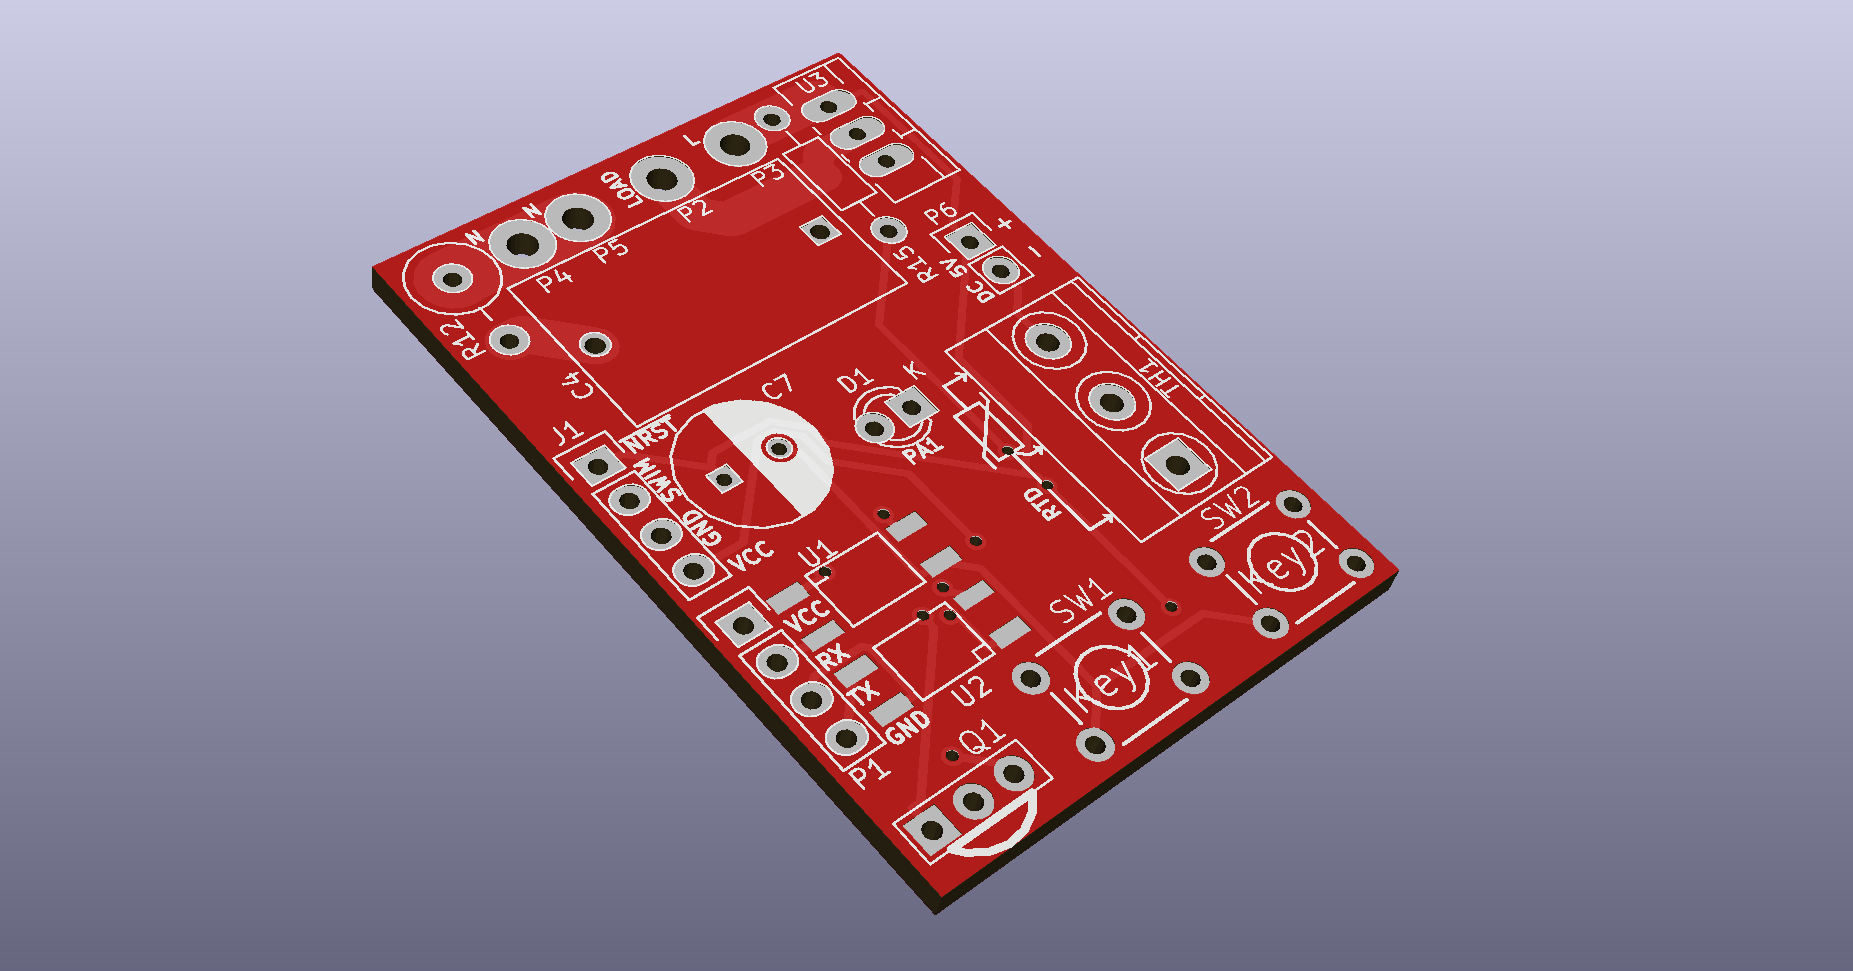 U3
L
LOAD
N
N
P3
P2
P5
P4
R12
C4
R15
P6
+
-
DC 5V
TH1
RTD
C7
D1
K
PA1
J1
NRST
SWIM
GND
VCC
U1
VCC
RX
TX
GND
P1
U2
Q1
SW1
Key1
SW2
Key2